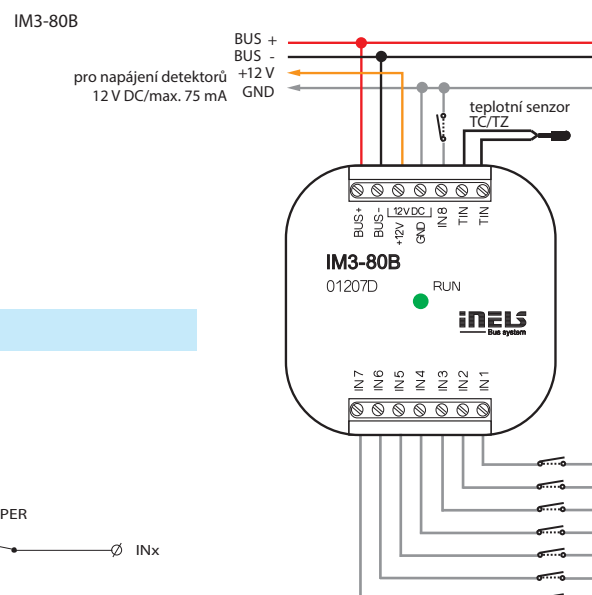 IM3-80B
BUS +
BUS -
pro napájení detektorů +12 V
12 V DC/max. 75 mA GND
teplotní senzor
TC/TZ
BUS+ BUS- +12V GND IN8 TIN TIN
12V DC
IM3-80B
01207D RUN
iNELS
Bus system
IN7 IN6 IN5 IN4 IN3 IN2 IN1
PER
INx